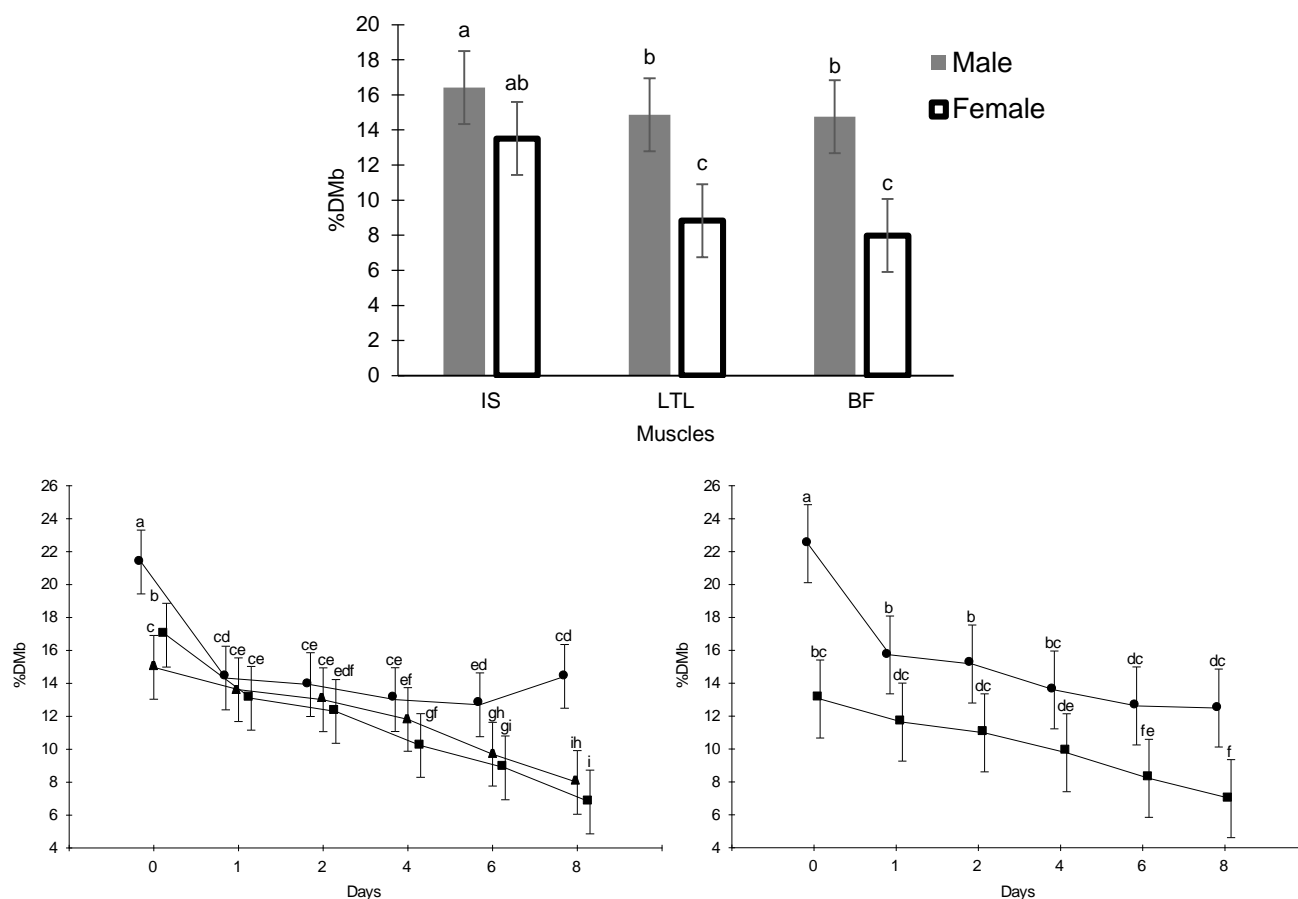 20
18
16
14
12
10
8
6
4
2
0
%DMb
a
ab
b
c
b
c
Male
Female
IS LTL BF
Muscles
26
24
22
20
18
16
14
12
10
8
6
4
%DMb
a
b
c
cd
ce
ce
ce
ce
edf
ce
ef
gf
ed
gh
gi
cd
ih
i
0 1 2 4 6 8
Days
26
24
22
20
18
16
14
12
10
8
6
4
%DMb
a
bc
b
dc
b
dc
bc
de
dc
fe
dc
f
0 1 2 4 6 8
Days